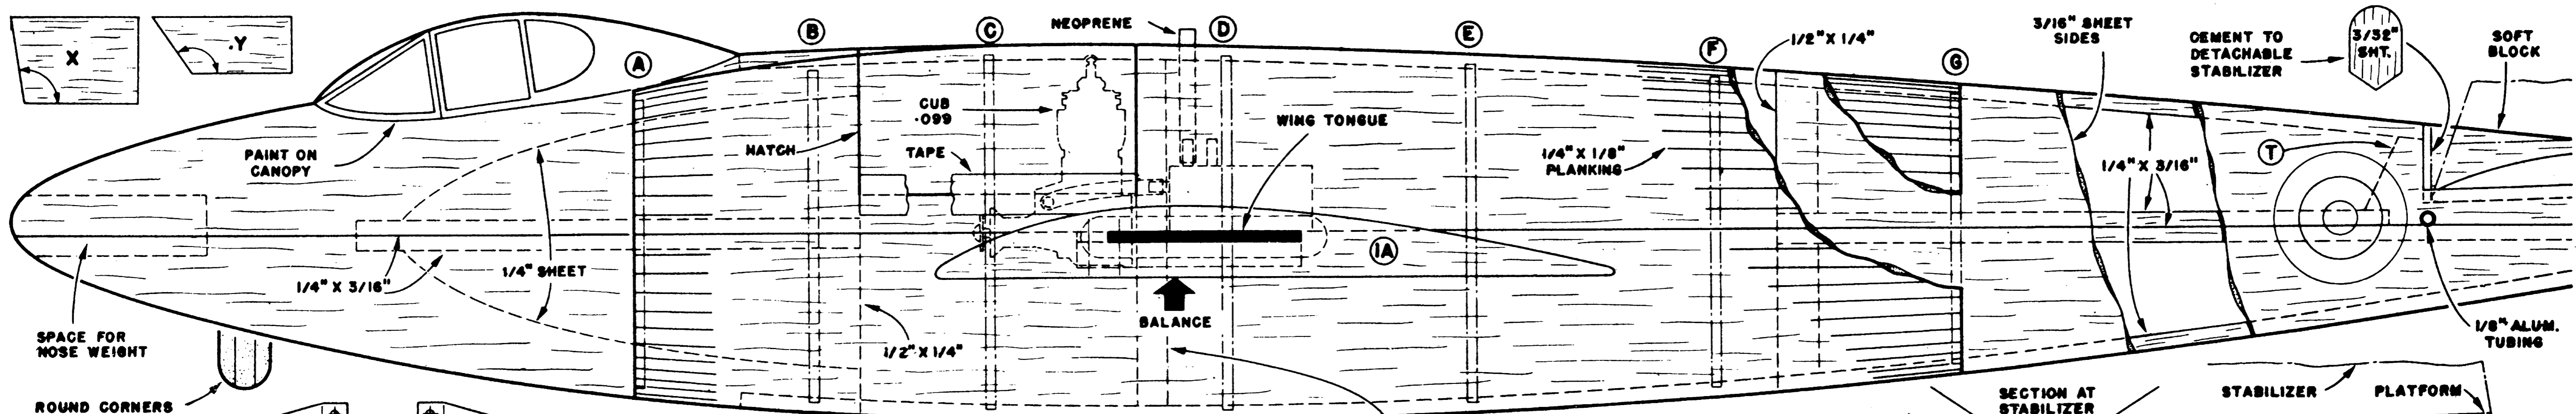 X
.Y
A
B
C
NEOPRENE
D
E
F
1/2" X 1/4"
3/16" SHEET
SIDES
G
CEMENT TO
DETACHABLE
STABILIZER
3/32"
SHT.
SOFT
BLOCK
PAINT ON
CANOPY
HATCH
CUB
.099
TAPE
WING TONGUE
1/4" X 1/8"
PLANKING
1/4" X 3/16"
T
1/4" X 3/16"
1/4" SHEET
1A
SPACE FOR
NOSE WEIGHT
1/2" X 1/4"
BALANCE
1/8" ALUM.
TUBING
ROUND CORNERS
SECTION AT
STABILIZER
STABILIZER
PLATFORM